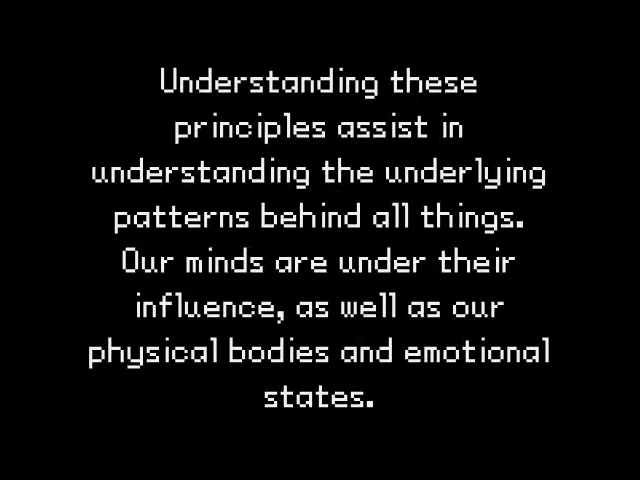 Understanding these
principles assist in
understanding the underlying
patterns behind all things.
Our minds are under their
influence, as well as our
physical bodies and emotional
states.